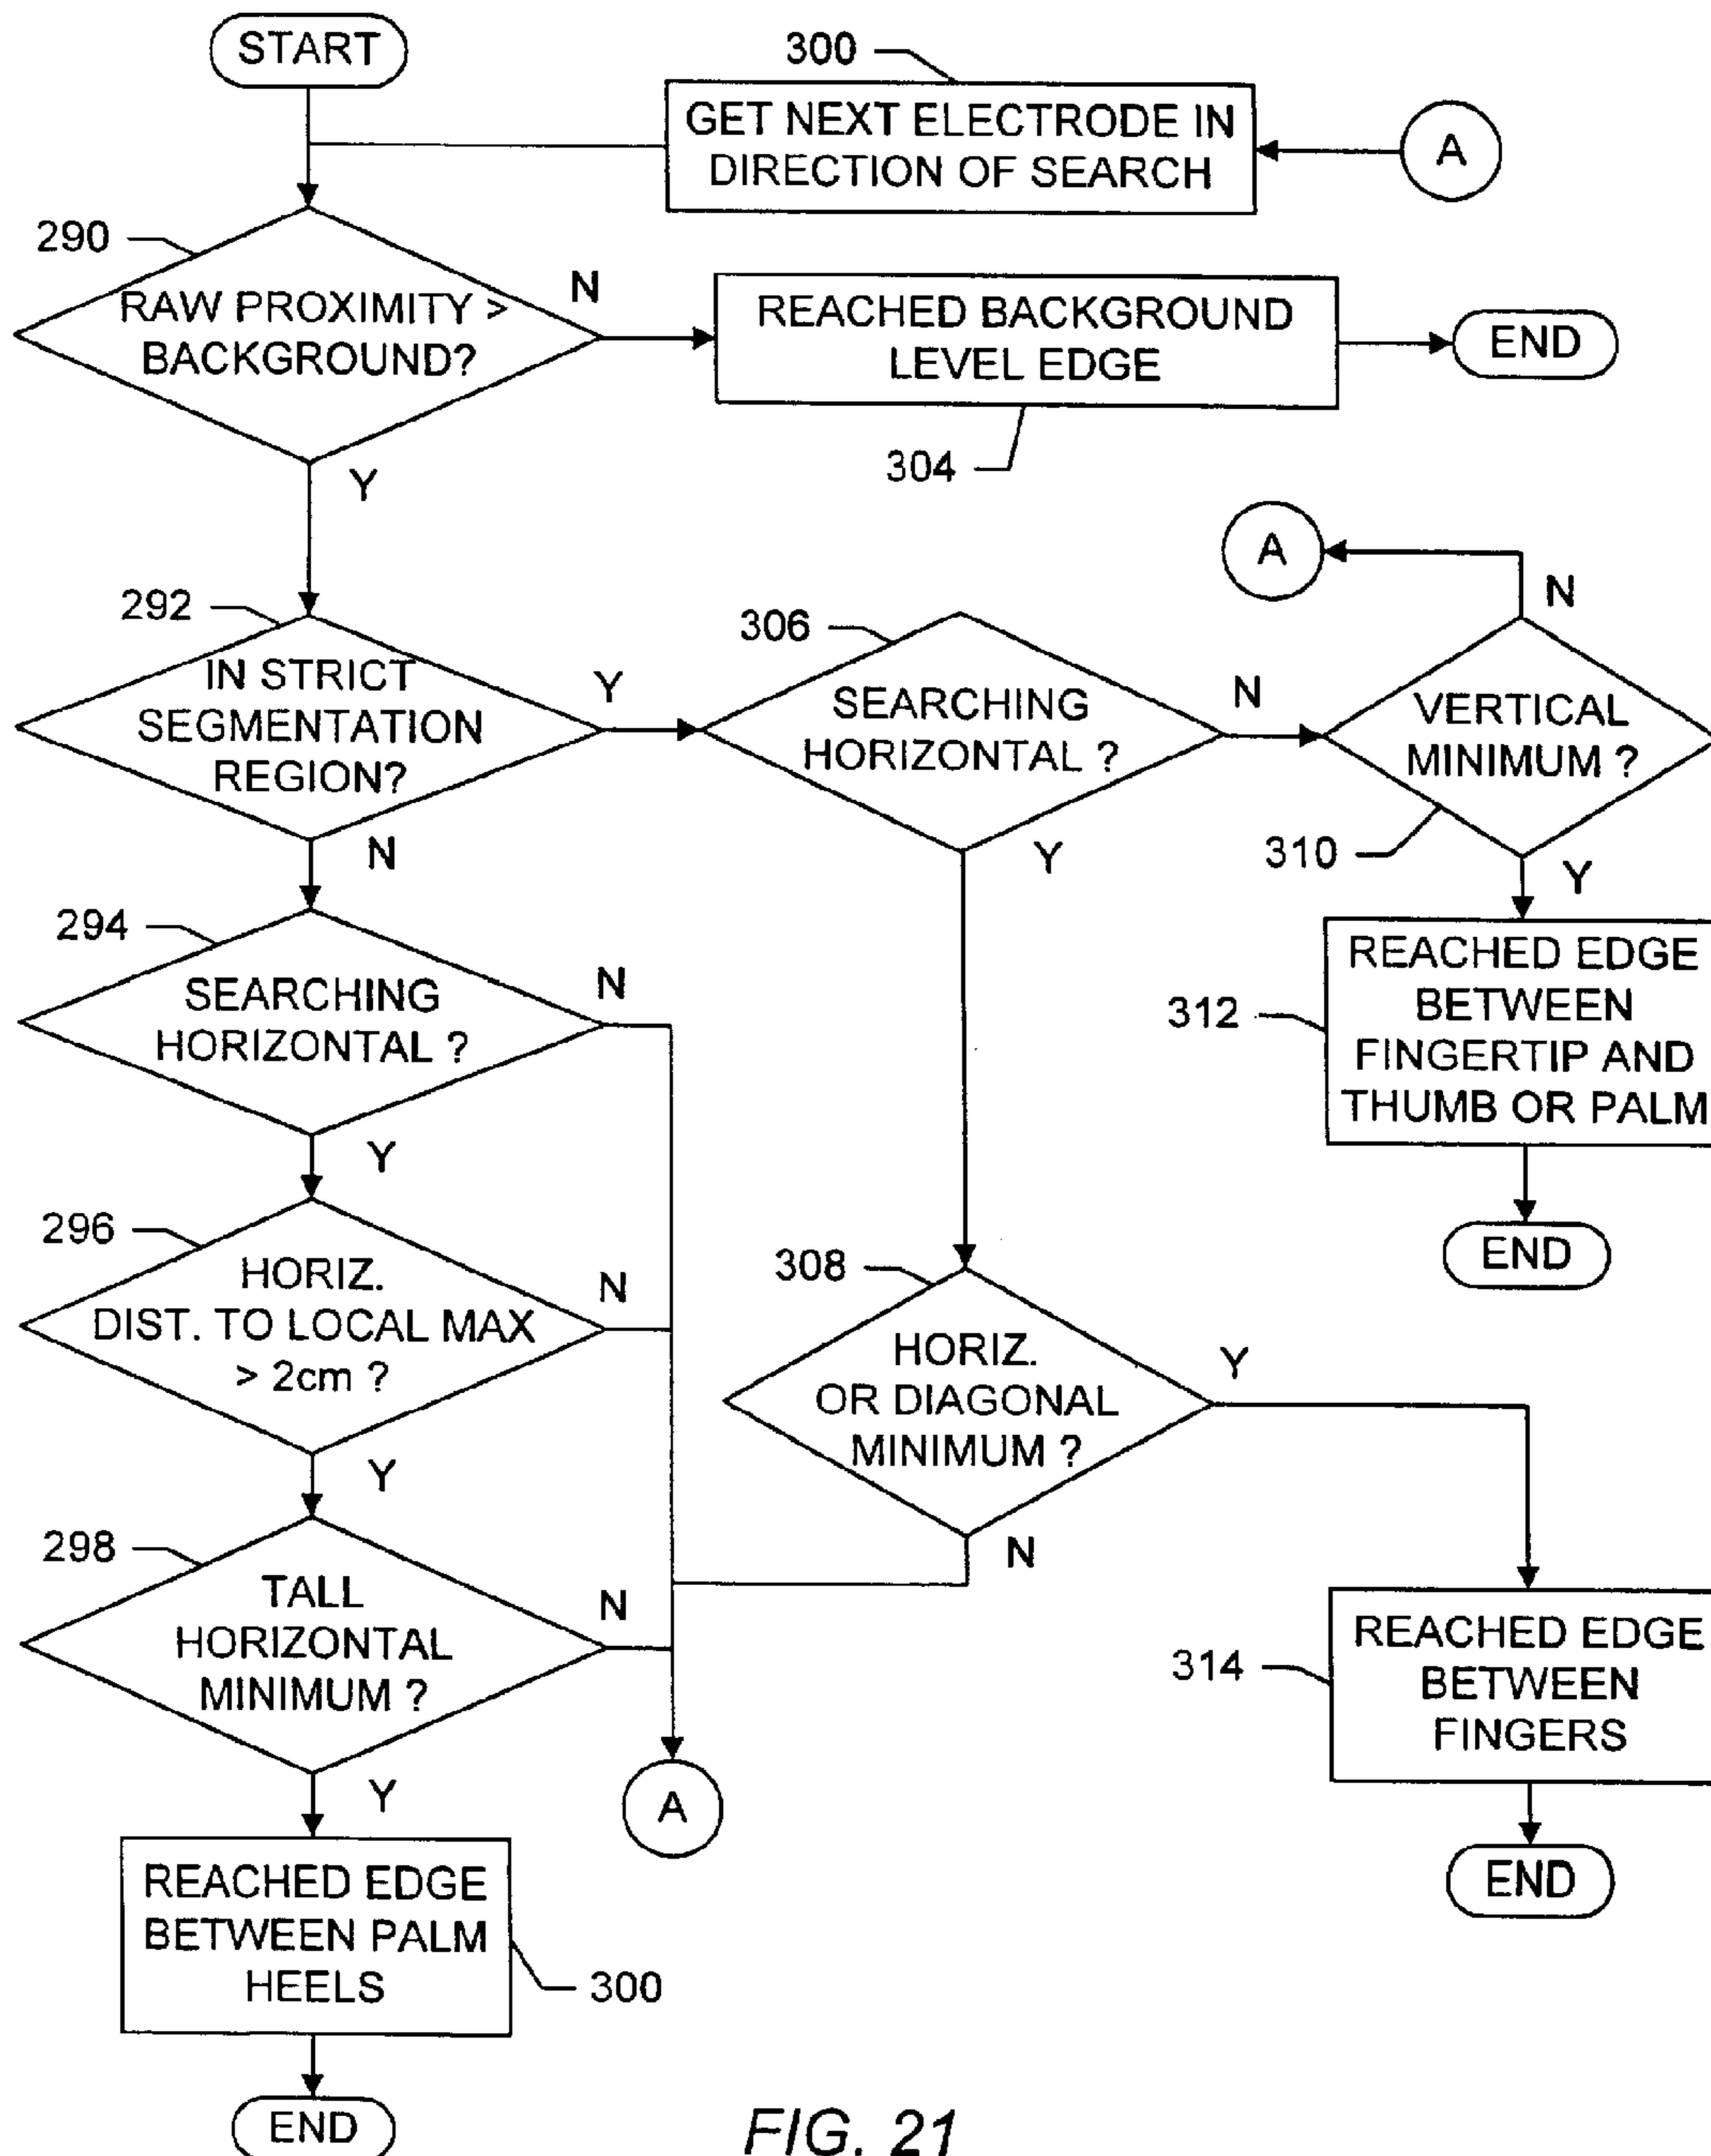 START
300
GET NEXT ELECTRODE IN
DIRECTION OF SEARCH
A
290
RAW PROXIMITY >
BACKGROUND?
N
Y
REACHED BACKGROUND
LEVEL EDGE
304
END
A
N
292
IN STRICT
SEGMENTATION
REGION?
Y
N
306
SEARCHING
HORIZONTAL ?
N
Y
VERTICAL
MINIMUM ?
310
Y
294
SEARCHING
HORIZONTAL ?
N
Y
312
REACHED EDGE
BETWEEN
FINGERTIP AND
THUMB OR PALM
END
296
HORIZ.
DIST. TO LOCAL MAX
> 2cm ?
N
Y
308
HORIZ.
OR DIAGONAL
MINIMUM ?
Y
N
298
TALL
HORIZONTAL
MINIMUM ?
N
Y
A
314
REACHED EDGE
BETWEEN
FINGERS
END
REACHED EDGE
BETWEEN PALM
HEELS
300
END
FIG. 21